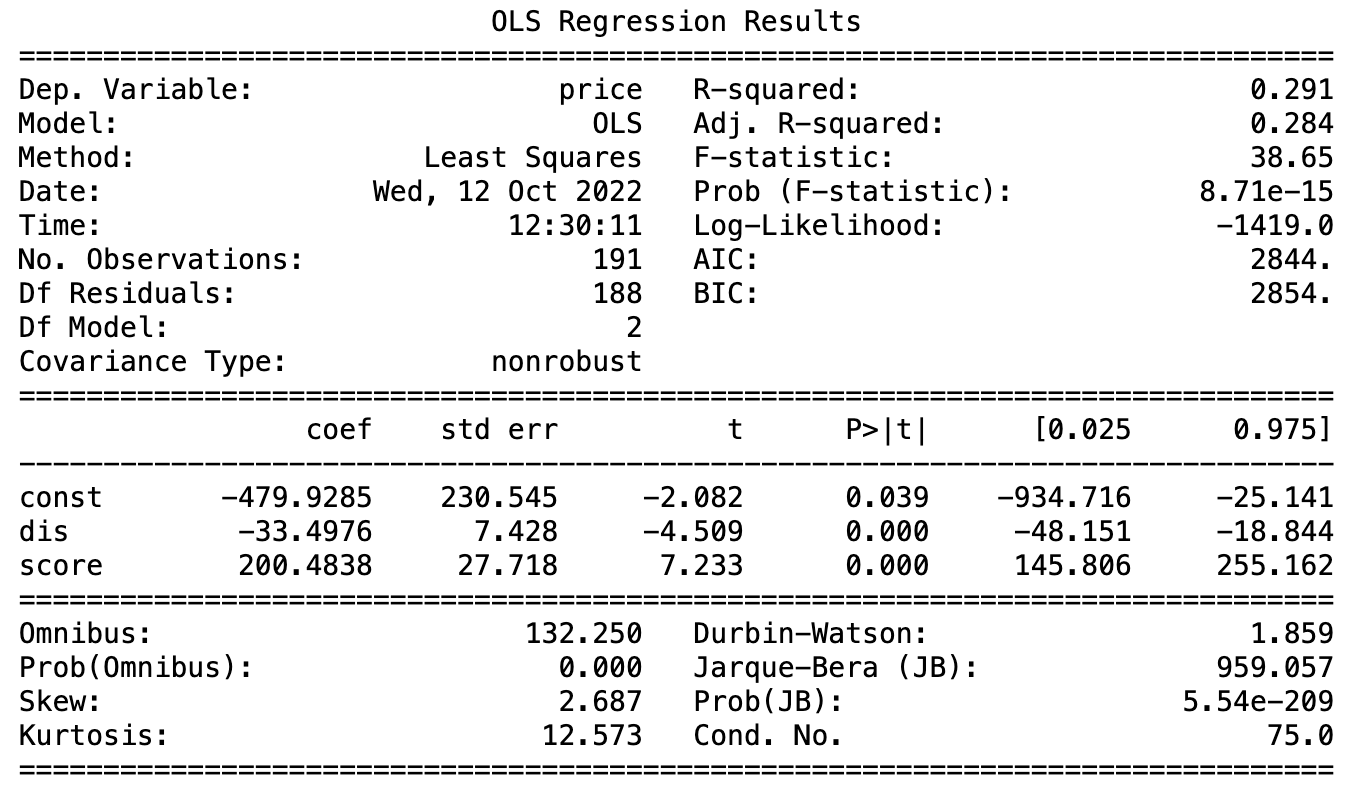 OLS Regression Results
==============================================================================
Dep. Variable:                  price   R-squared:                       0.291
Model:                            OLS   Adj. R-squared:                  0.284
Method:                 Least Squares   F-statistic:                     38.65
Date:                Wed, 12 Oct 2022   Prob (F-statistic):           8.71e-15
Time:                        12:30:11   Log-Likelihood:                -1419.0
No. Observations:                 191   AIC:                             2844.
Df Residuals:                     188   BIC:                             2854.
Df Model:                           2
Covariance Type:            nonrobust
==============================================================================
                 coef    std err          t      P>|t|      [0.025      0.975]
------------------------------------------------------------------------------
const       -479.9285    230.545     -2.082      0.039    -934.716     -25.141
dis          -33.4976      7.428     -4.509      0.000     -48.151     -18.844
score        200.4838     27.718      7.233      0.000     145.806     255.162
==============================================================================
Omnibus:                      132.250   Durbin-Watson:                   1.859
Prob(Omnibus):                  0.000   Jarque-Bera (JB):              959.057
Skew:                           2.687   Prob(JB):                    5.54e-209
Kurtosis:                      12.573   Cond. No.                         75.0
==============================================================================